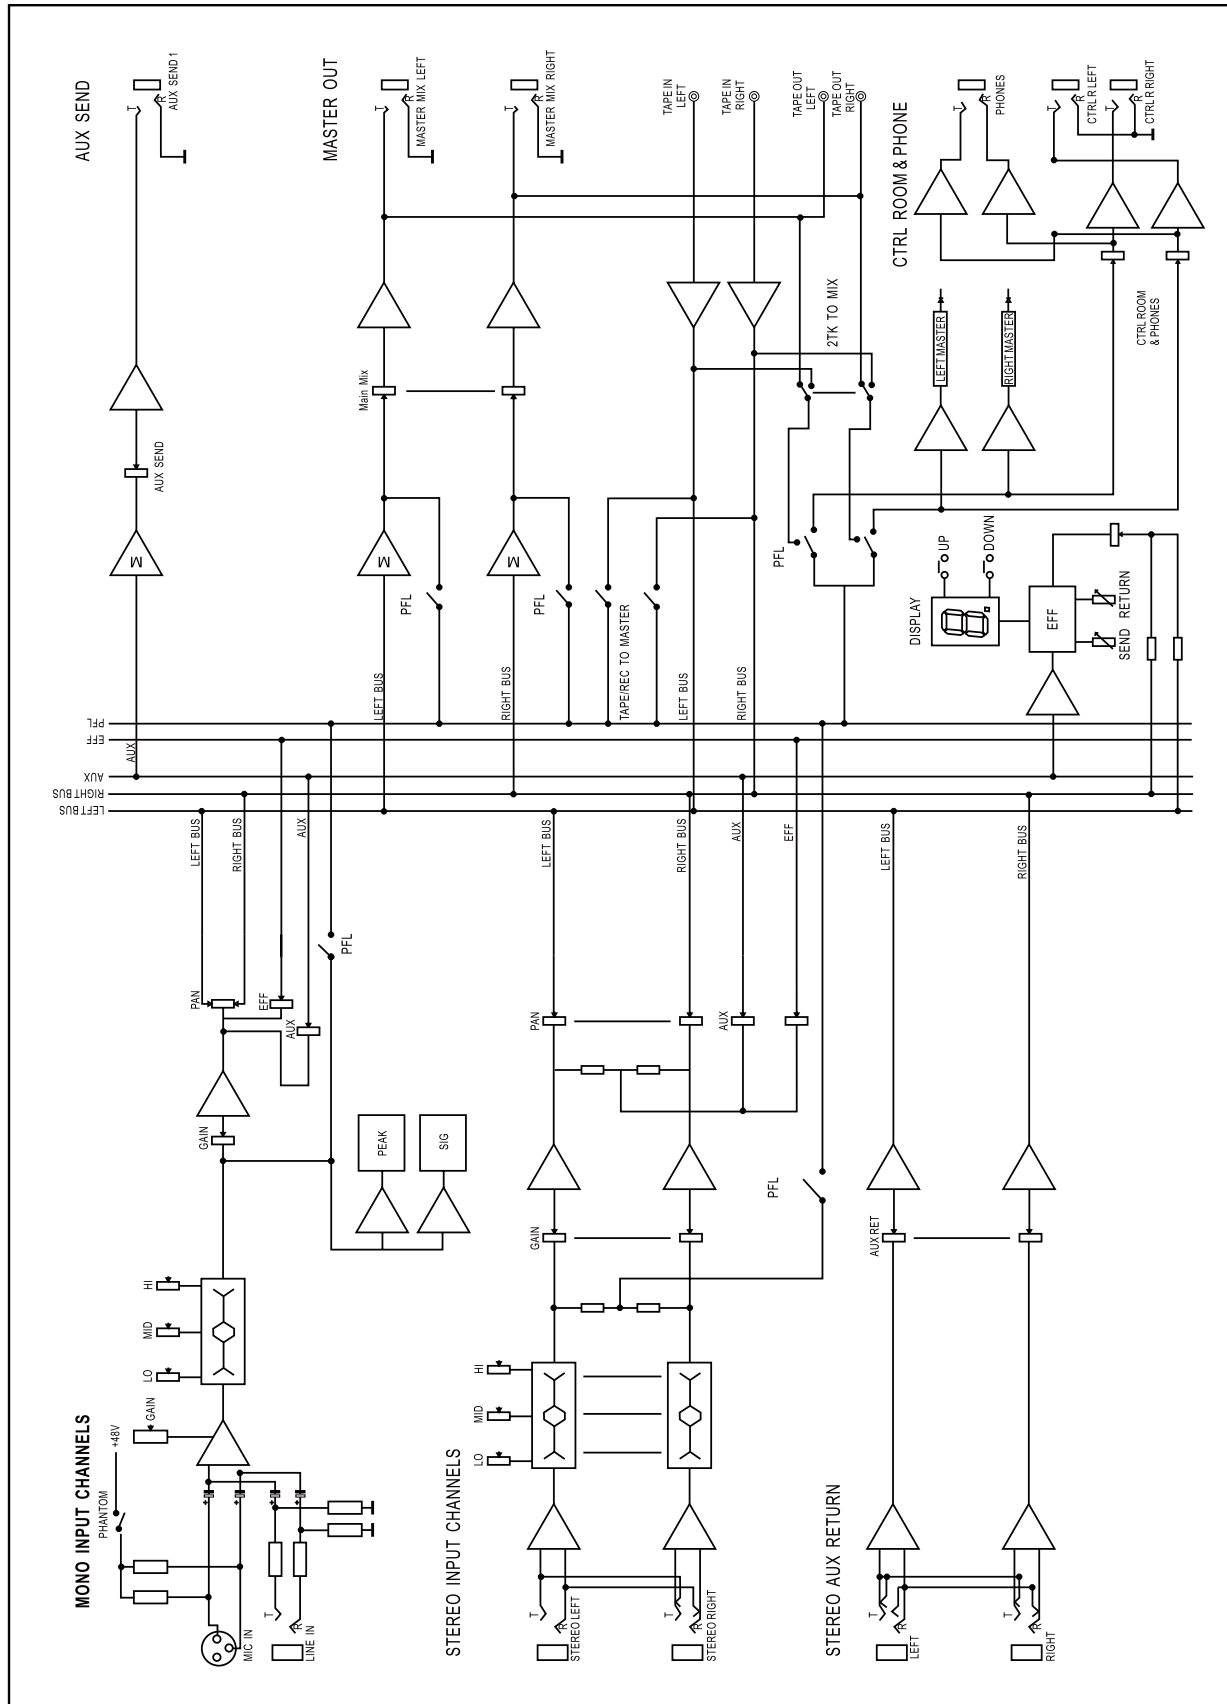 AUX SEND
T
R
AUX SEND 1
AUX SEND
M
AUX
MASTER OUT
T
R
MASTER MIX LEFT
T
R
MASTER MIX RIGHT
Main Mix
M
PFL
LEFT BUS
M
PFL
RIGHT BUS
TAPE IN
LEFT
TAPE IN
RIGHT
TAPE OUT
LEFT
TAPE OUT
RIGHT
2TK TO MIX
TAPE/REC TO MASTER
LEFT BUS
RIGHT BUS
PFL
CTRL ROOM & PHONE
T
R
PHONES
T
R
CTRL R LEFT
T
R
CTRL R RIGHT
CTRL ROOM
& PHONES
LEFT MASTER
RIGHT MASTER
DISPLAY
UP
DOWN
EFF
SEND
RETURN
PFL
EFF
AUX
RIGHT BUS
LEFT BUS
LEFT BUS
RIGHT BUS
AUX
PAN
EFF
AUX
PFL
GAIN
PEAK
SIG
HI
MID
LO
GAIN
MONO INPUT CHANNELS
+48V
PHANTOM
+
+
+
+
MIC IN
T
R
LINE IN
LEFT BUS
RIGHT BUS
AUX
EFF
PAN
AUX
GAIN
PFL
HI
MID
LO
STEREO INPUT CHANNELS
T
R
STEREO LEFT
T
R
STEREO RIGHT
LEFT BUS
RIGHT BUS
AUX RET
STEREO AUX RETURN
T
R
LEFT
T
R
RIGHT